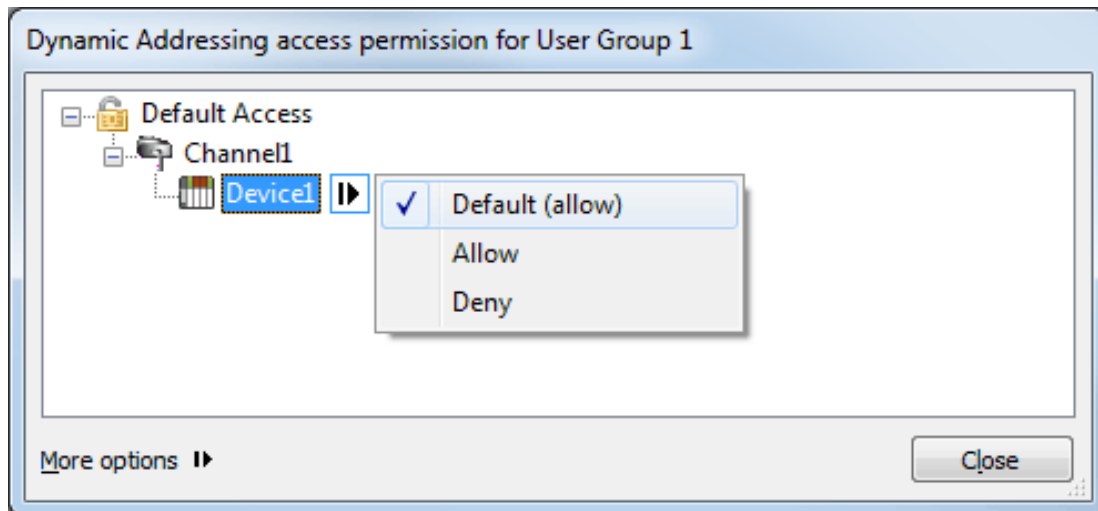 Dynamic Addressing access permission for User Group 1
Default Access
Channel1
Device1
Default (allow)
Allow
Deny
More options
Close